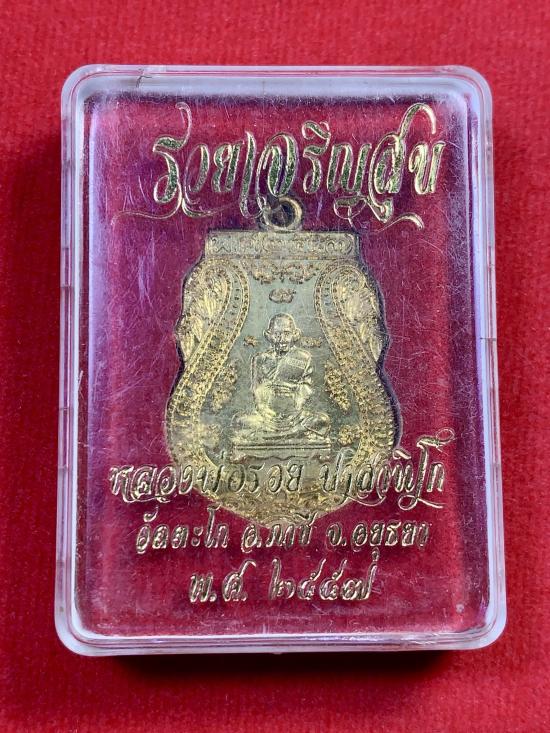 รวยเจริญสุข
หลวงพ่อรวย ปาสาทิโก
วัดตะโก อ.ภาชี จ.อยุธยา
พ.ศ. ๒๕๕๗